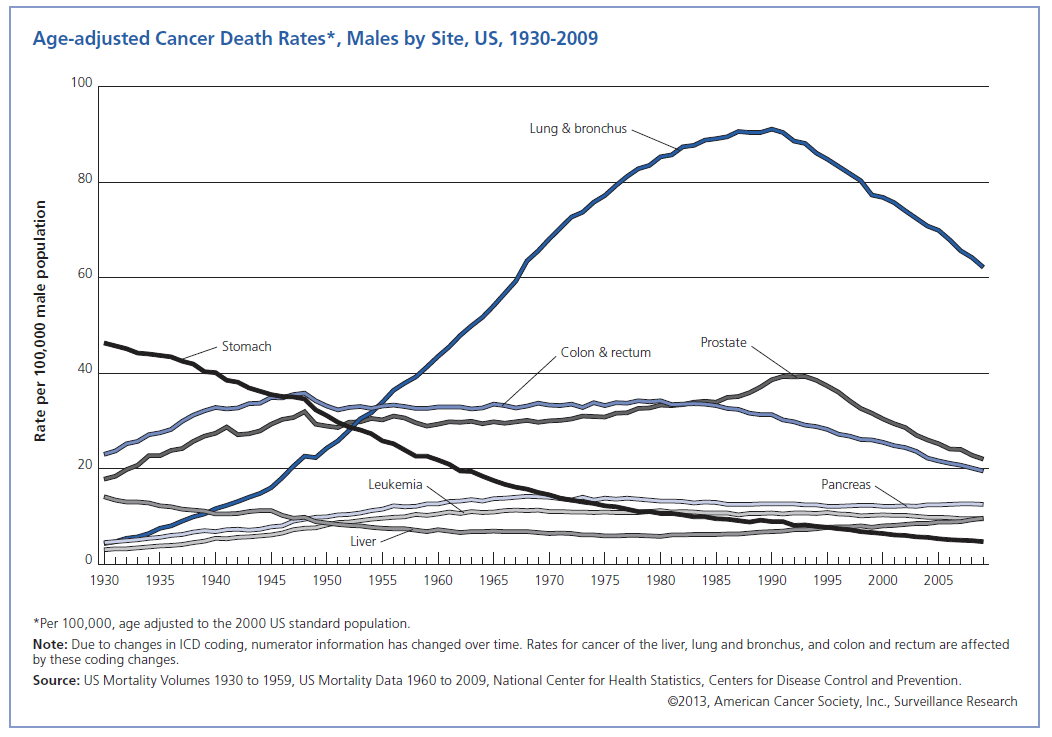 Age-adjusted Cancer Death Rates*, Males by Site, US, 1930-2009
100
80
60
40
20
0
Rate per 100,000 male population
Lung & bronchus
Stomach
Colon & rectum
Prostate
Leukemia
Pancreas
Liver
1930 1935 1940 1945 1950 1955 1960 1965 1970 1975 1980 1985 1990 1995 2000 2005
*Per 100,000, age adjusted to the 2000 US standard population.
Note: Due to changes in ICD coding, numerator information has changed over time. Rates for cancer of the liver, lung and bronchus, and colon and rectum are affected
by these coding changes.
Source: US Mortality Volumes 1930 to 1959, US Mortality Data 1960 to 2009, National Center for Health Statistics, Centers for Disease Control and Prevention.
©2013, American Cancer Society, Inc., Surveillance Research